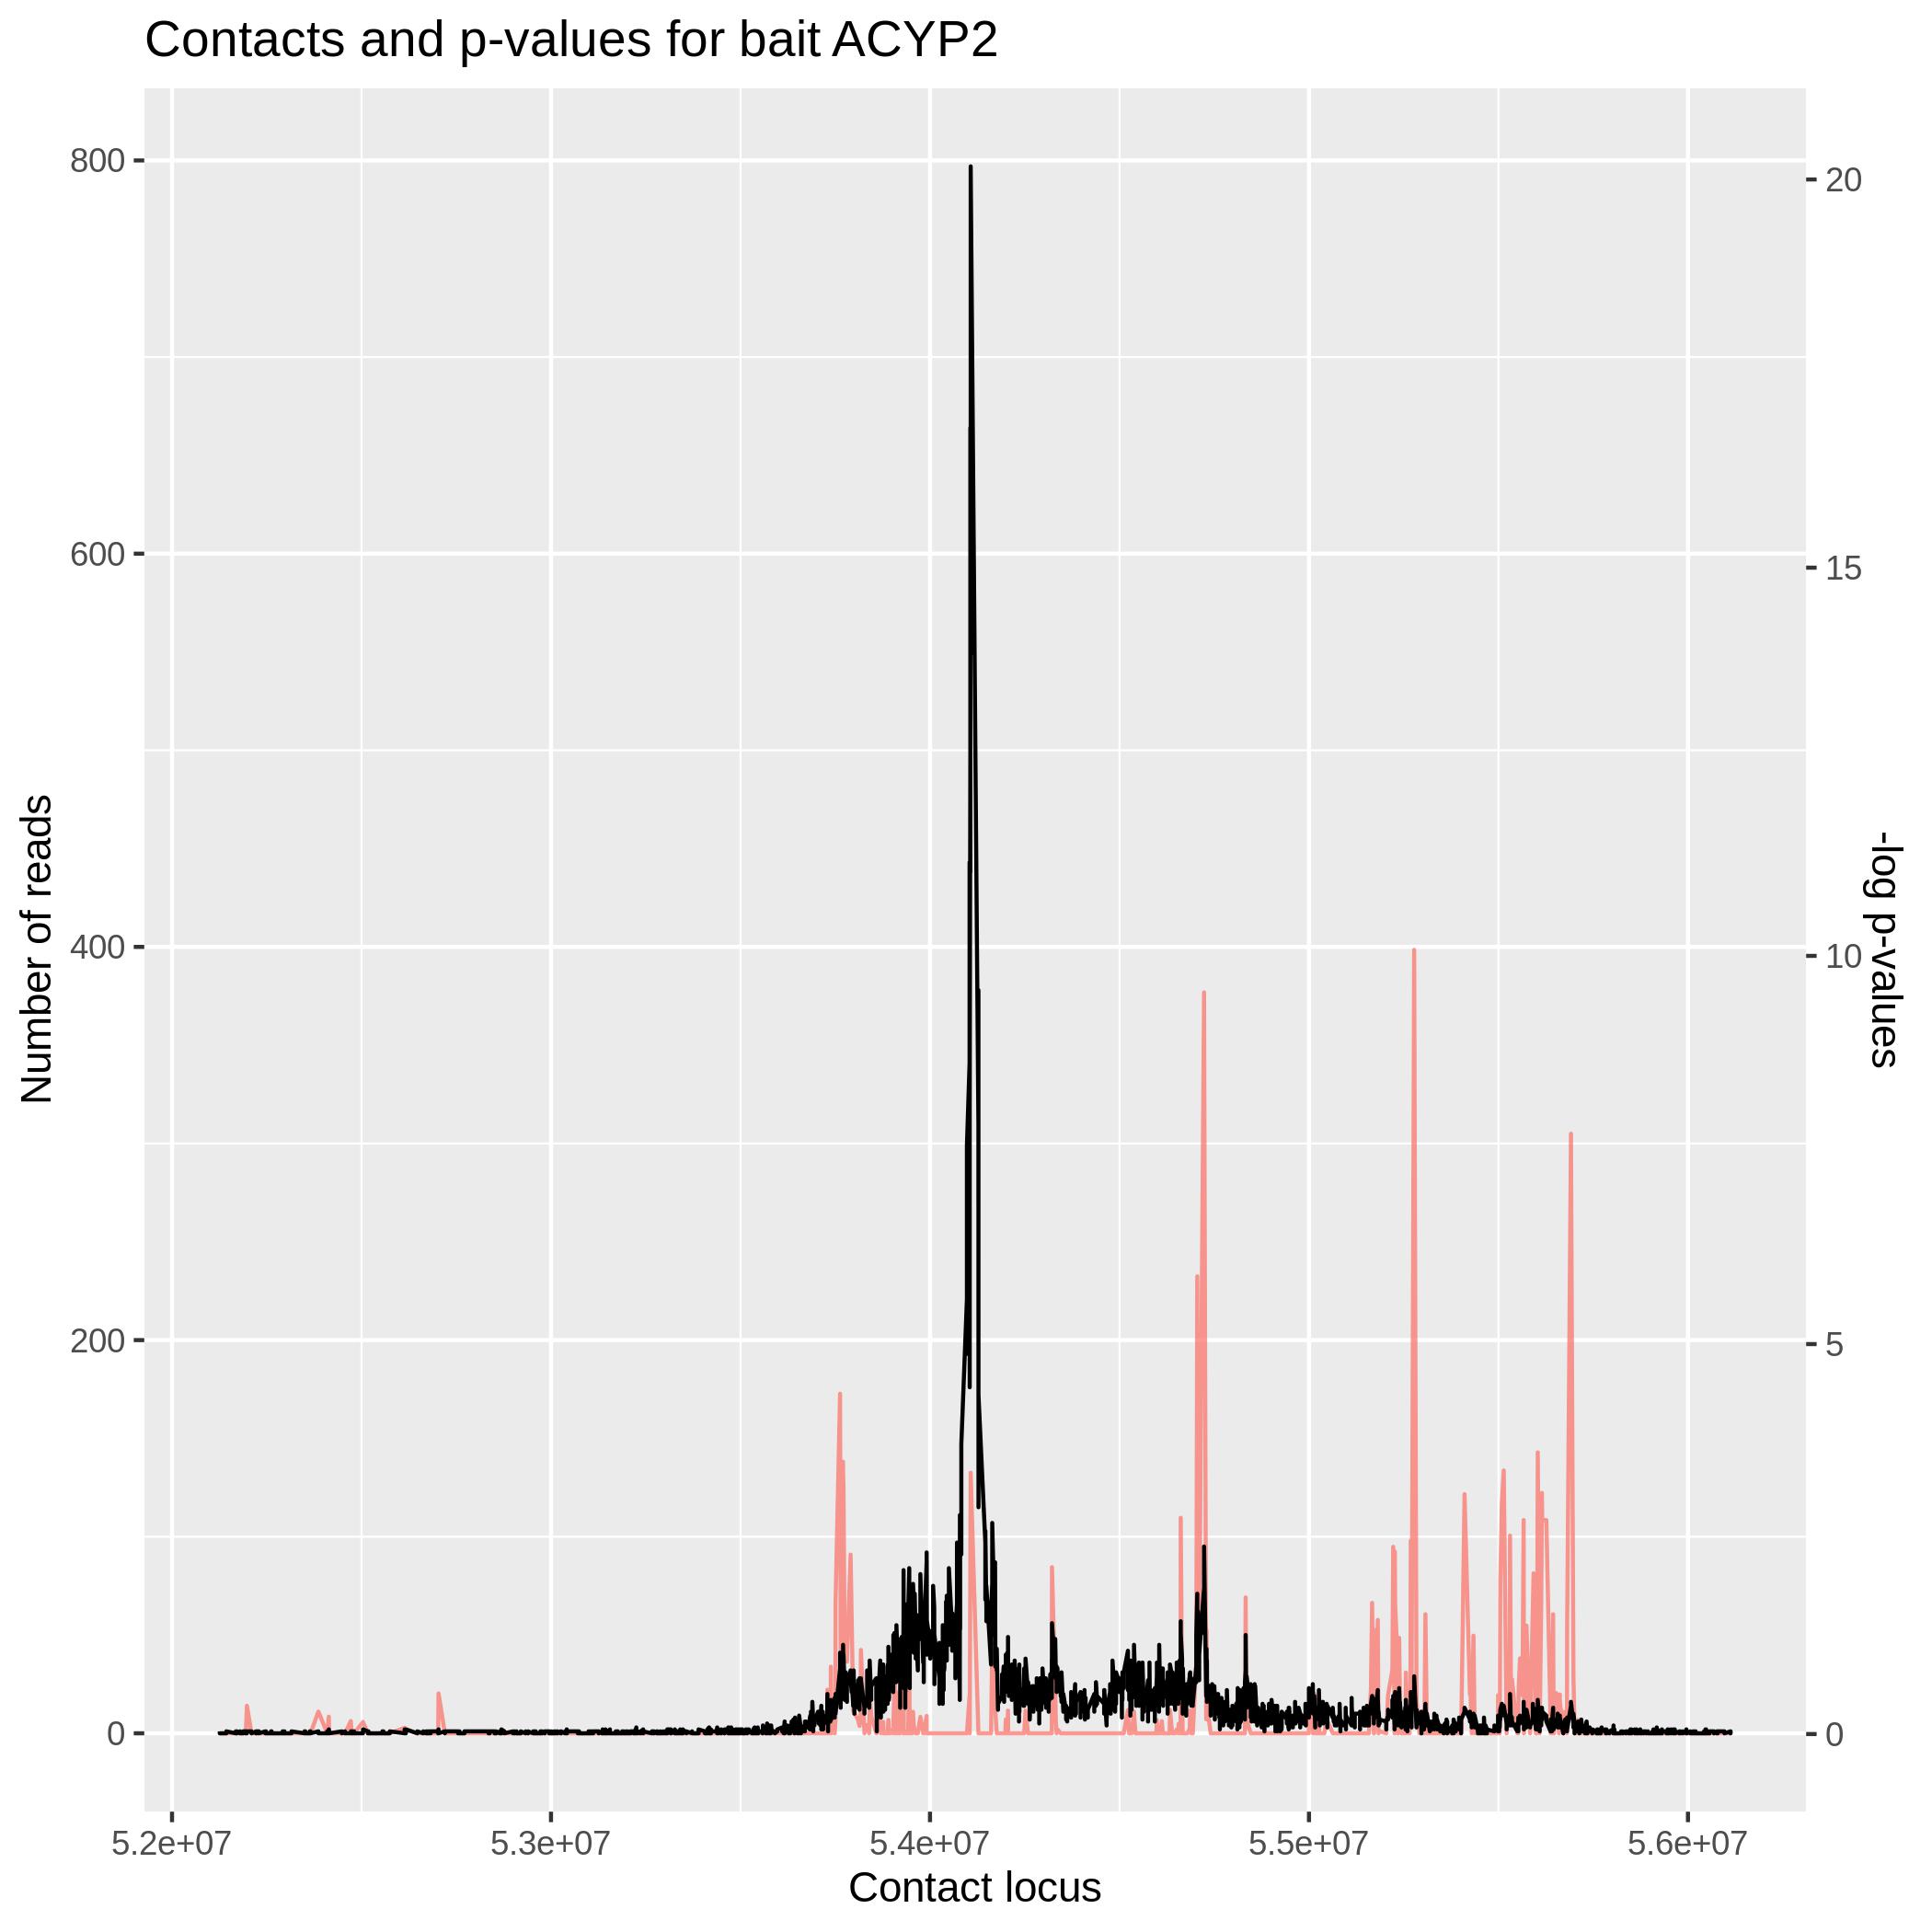 Contacts and p-values for bait ACYP2
800
600
400
200
0
Number of reads
20
15
10
5
0
-log p-values
5.2e+07
5.3e+07
5.4e+07
5.5e+07
5.6e+07
Contact locus